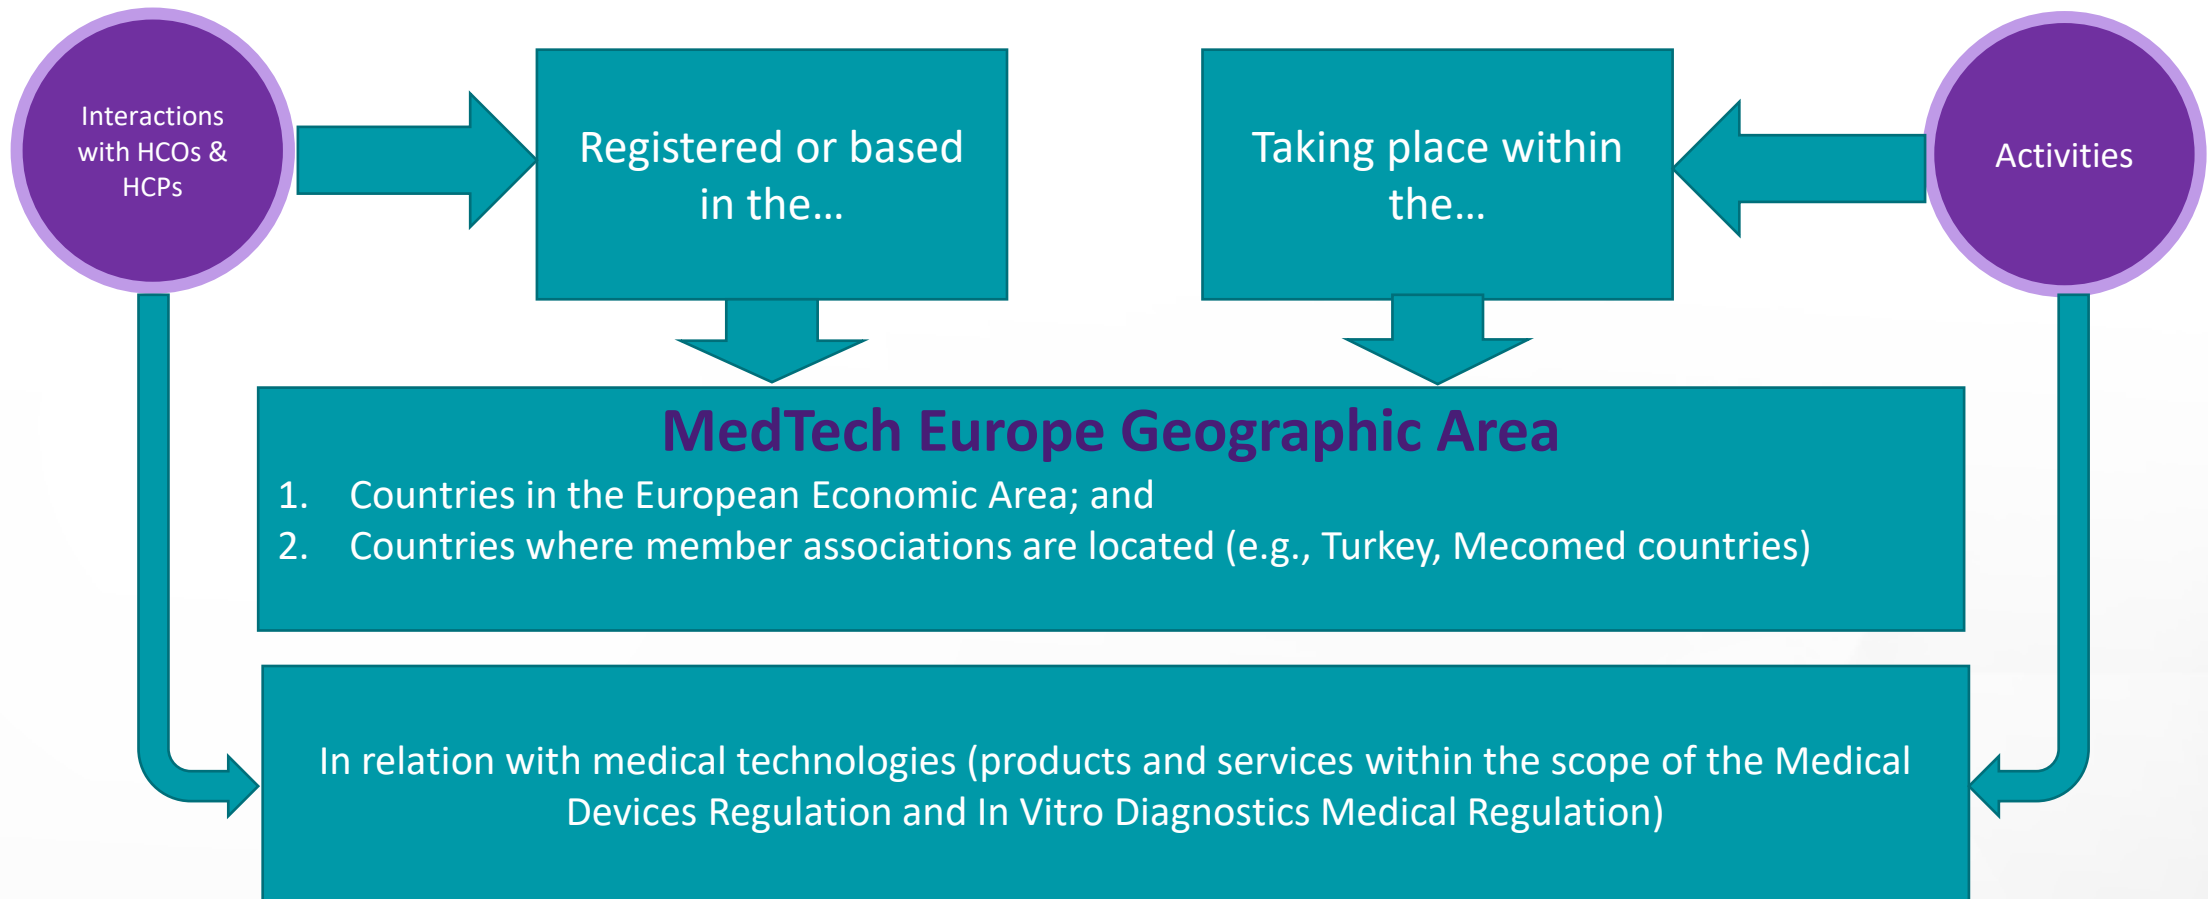 Interactions
with HCOs &
HCPs
Registered or based
in the...
Taking place within
the...
Activities
MedTech Europe Geographic Area
1. Countries in the European Economic Area; and
2. Countries where member associations are located (e.g., Turkey, Mecomed countries)
In relation with medical technologies (products and services within the scope of the Medical
Devices Regulation and In Vitro Diagnostics Medical Regulation)